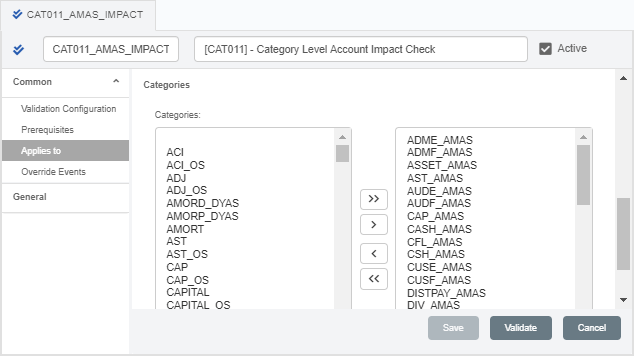 CAT011_AMAS_IMPACT
CAT011_AMAS_IMPACT
[CAT011] - Category Level Account Impact Check
Active
Common
Validation Configuration
Prerequisites
Applies to
Override Events
General
Categories
Categories:
ACI
ACI_OS
ADJ
ADJ_OS
AMORD_DYAS
AMORP_DYAS
AMORT
AST
AST_OS
CAP
CAP_OS
CAPITAL
CAPITAL_OS
>>
>
<
<<
ADME_AMAS
ADMF_AMAS
ASSET_AMAS
AST_AMAS
AUDE_AMAS
AUDF_AMAS
CAP_AMAS
CASH_AMAS
CFL_AMAS
CSH_AMAS
CUSE_AMAS
CUSF_AMAS
DISTPAY_AMAS
DIV_AMAS
Save
Validate
Cancel